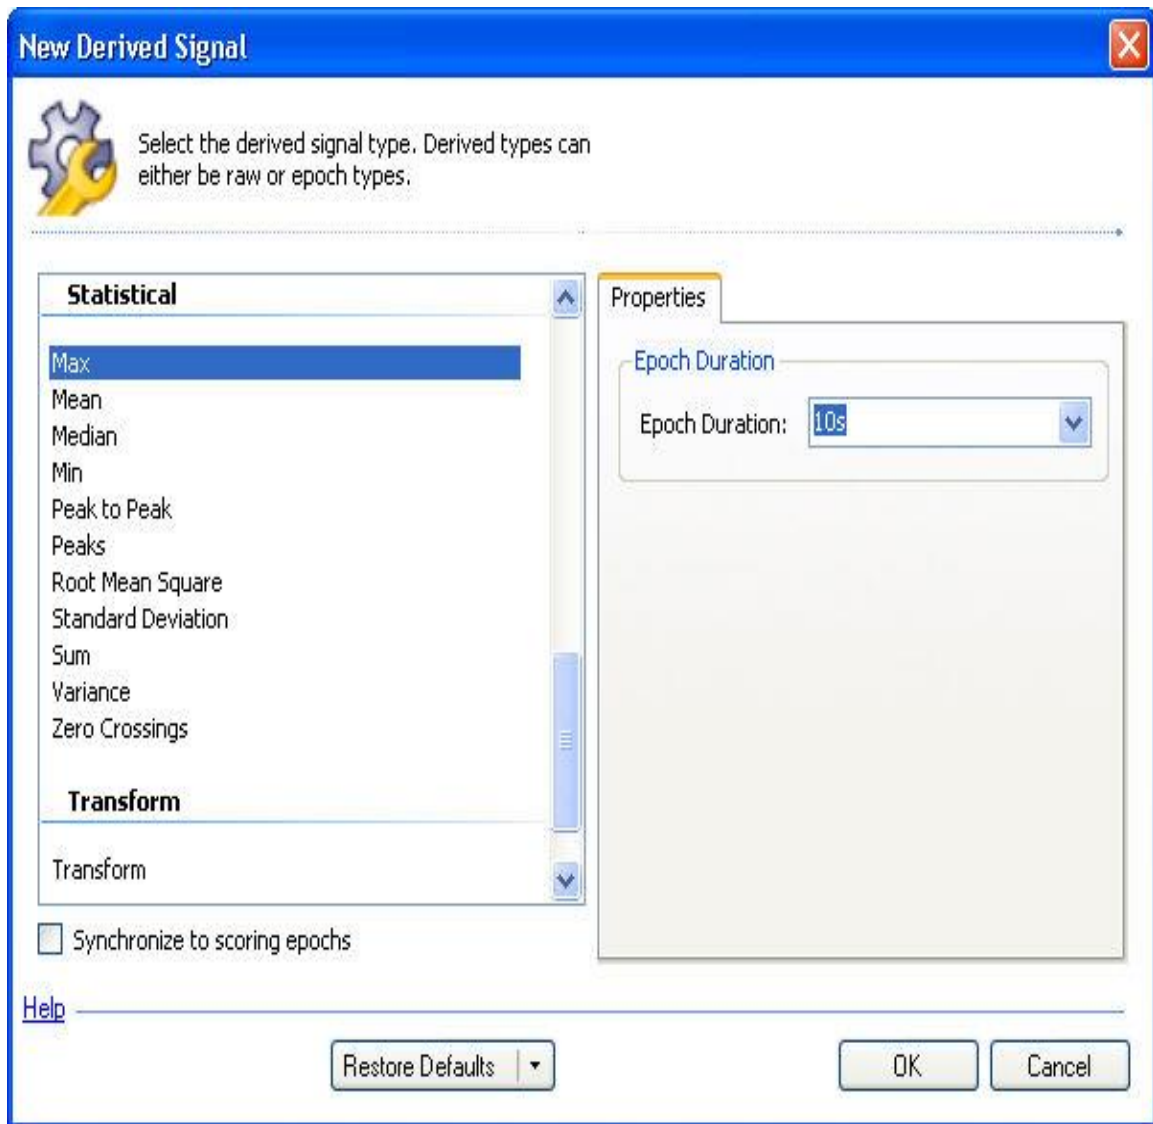 New Derived Signal
Select the derived signal type. Derived types can
either be raw or epoch types.
Statistical
Max
Mean
Median
Min
Peak to Peak
Peaks
Root Mean Square
Standard Deviation
Sum
Variance
Zero Crossings
Transform
Transform
Synchronize to scoring epochs
Properties
Epoch Duration
Epoch Duration: 10s
Help
Restore Defaults
OK
Cancel